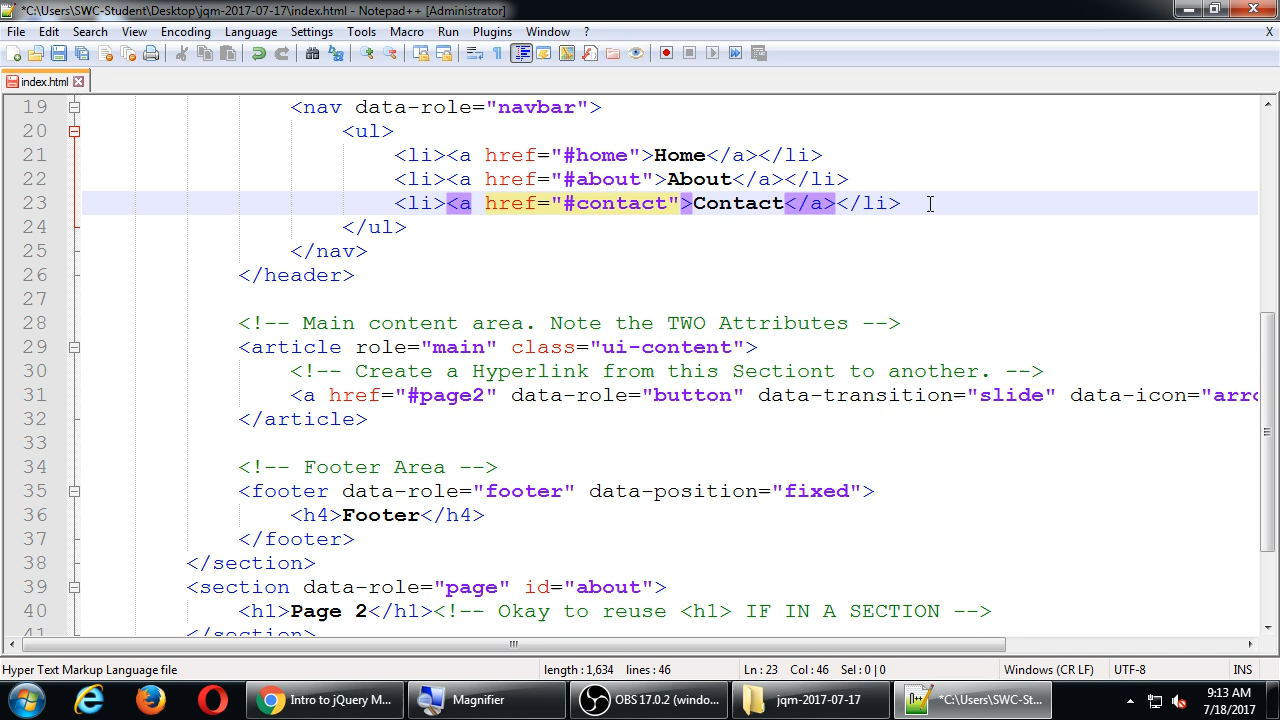 *C:\Users\SWC-Student\Desktop\jqm-2017-07-17\index.html - Notepad++ [Administrator]
File Edit Search View Encoding Language Settings Tools Macro Run Plugins Window ? X
index.html
19 <nav data-role="navbar">
20 <ul>
21 <li><a href="#home">Home</a></li>
22 <li><a href="#about">About</a></li>
23 <li><a href="#contact">Contact</a></li>
24 </ul>
25 </nav>
26 </header>
27
28 <!-- Main content area. Note the TWO Attributes -->
29 <article role="main" class="ui-content">
30 <!-- Create a Hyperlink from this Sectiont to another. -->
31 <a href="#page2" data-role="button" data-transition="slide" data-icon="arro
32 </article>
33
34 <!-- Footer Area -->
35 <footer data-role="footer" data-position="fixed">
36 <h4>Footer</h4>
37 </footer>
38 </section>
39 <section data-role="page" id="about">
40 <h1>Page 2</h1><!-- Okay to reuse <h1> IF IN A SECTION -->
41 </section>
Hyper Text Markup Language file length : 1,634 lines : 46 Ln : 23 Col : 46 Sel : 0 | 0 Windows (CR LF) UTF-8 INS
Intro to jQuery M... Magnifier OBS 17.0.2 (windo... jqm-2017-07-17 *C:\Users\SWC-St... 9:13 AM
7/18/2017